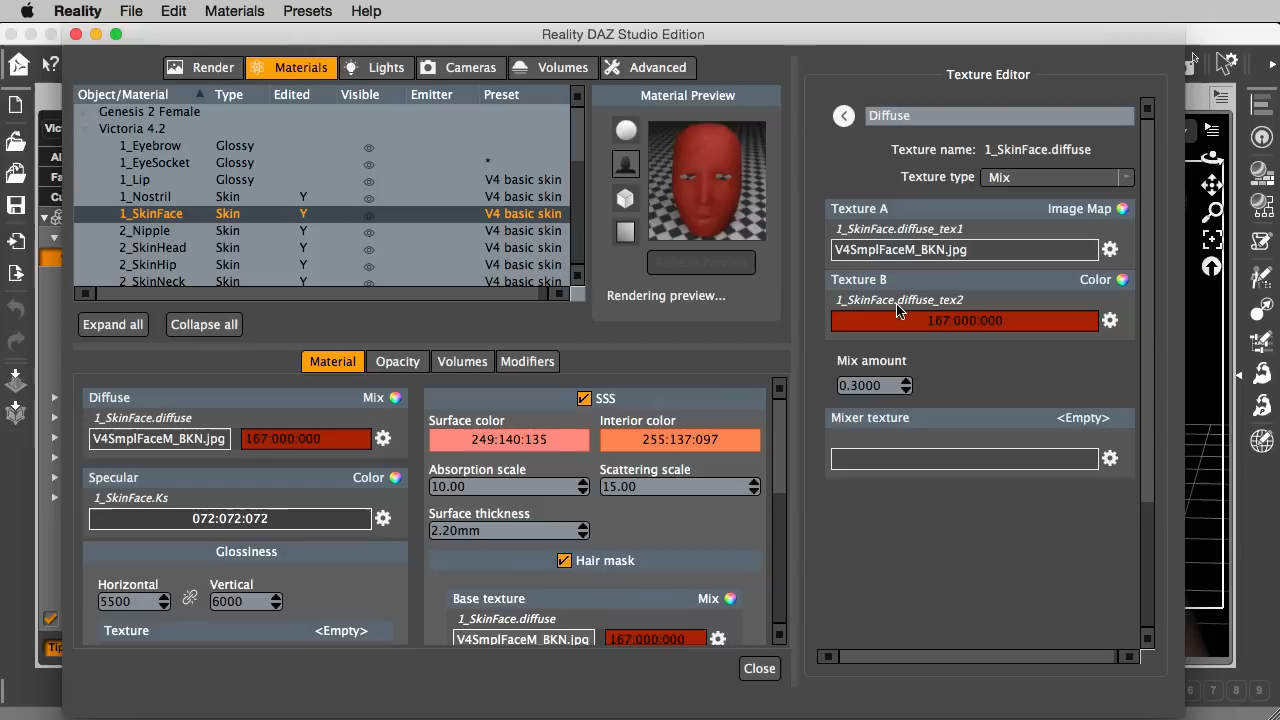 Reality File Edit Materials Presets Help
Reality DAZ Studio Edition
Render Materials Lights Cameras Volumes Advanced
Object/Material Type Edited Visible Emitter Preset
Genesis 2 Female
Victoria 4.2
1_Eyebrow Glossy
1_EyeSocket Glossy *
1_Lip Glossy V4 basic skin
1_Nostril Skin Y V4 basic skin
1_SkinFace Skin Y V4 basic skin
2_Nipple Skin Y V4 basic skin
2_SkinHead Skin Y V4 basic skin
2_SkinHip Skin Y V4 basic skin
2_SkinNeck Skin Y V4 basic skin
Expand all Collapse all
Material Preview
Refresh Preview
Rendering preview...
Material Opacity Volumes Modifiers
Diffuse Mix
1_SkinFace.diffuse
V4SmplFaceM_BKN.jpg 167:000:000
Specular Color
1_SkinFace.Ks
072:072:072
Glossiness
Horizontal Vertical
5500 6000
Texture <Empty>
SSS
Surface color Interior color
249:140:135 255:137:097
Absorption scale Scattering scale
10.00 15.00
Surface thickness
2.20mm
Hair mask
Base texture Mix
1_SkinFace.diffuse
V4SmplFaceM_BKN.jpg 167:000:000
Close
Texture Editor
Diffuse
Texture name: 1_SkinFace.diffuse
Texture type Mix
Texture A Image Map
1_SkinFace.diffuse_tex1
V4SmplFaceM_BKN.jpg
Texture B Color
1_SkinFace.diffuse_tex2
167:000:000
Mix amount
0.3000
Mixer texture <Empty>
6 7 8 9